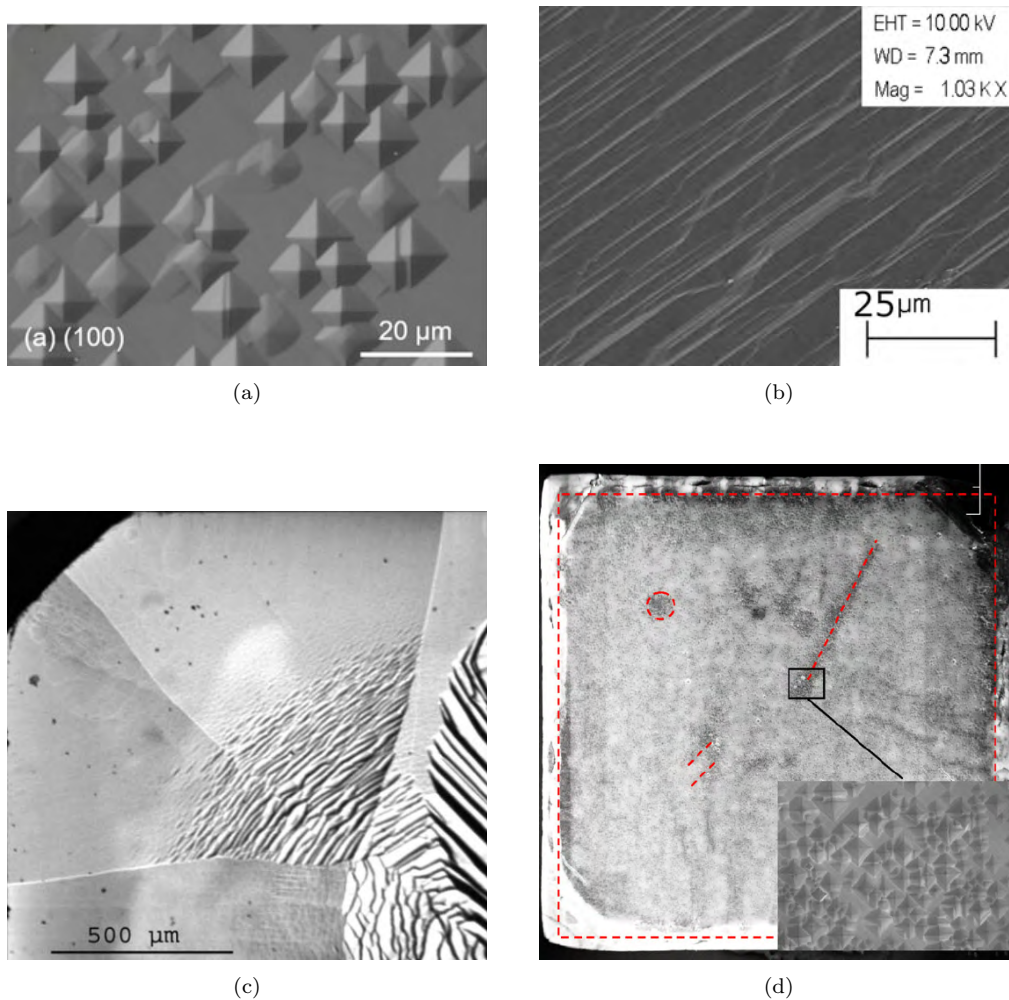 (a) (100)
20 µm
(a)
EHT = 10.00 kV
WD = 7.3 mm
Mag = 1.03 K X
25µm
(b)
500 µm
(c)
(d)